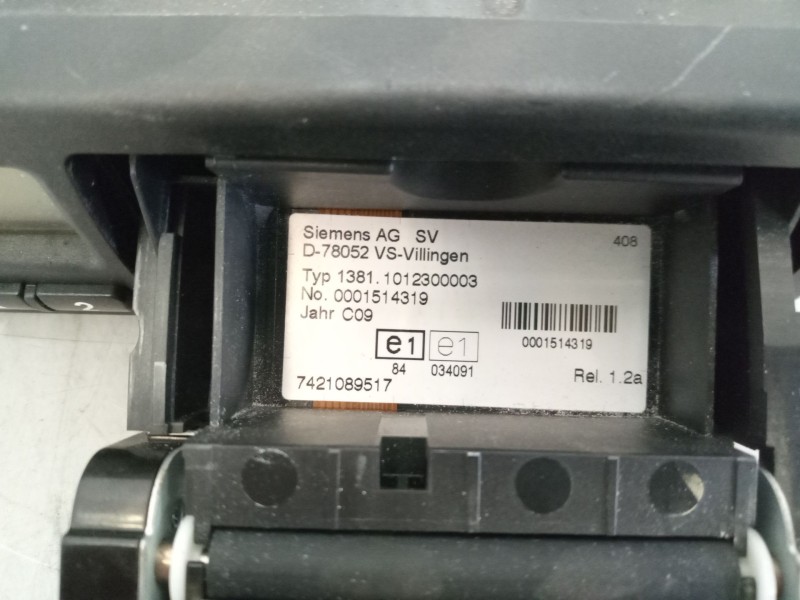 Siemens AG SV
408
D-78052 VS-Villingen
Typ 1381.1012300003
No. 0001514319
Jahr C09
e1 e1
0001514319
84 034091
7421089517
Rel. 1.2a
2